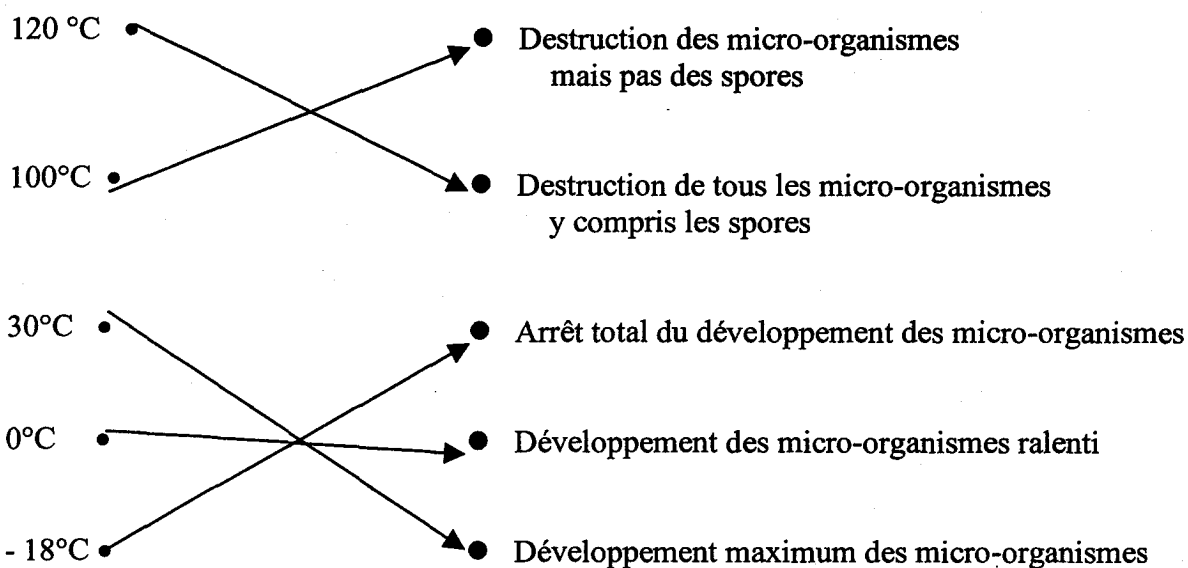 120 °C
Destruction des micro-organismes
mais pas des spores
100°C
Destruction de tous les micro-organismes
y compris les spores
30°C
Arrêt total du développement des micro-organismes
0°C
Développement des micro-organismes ralenti
- 18°C
Développement maximum des micro-organismes